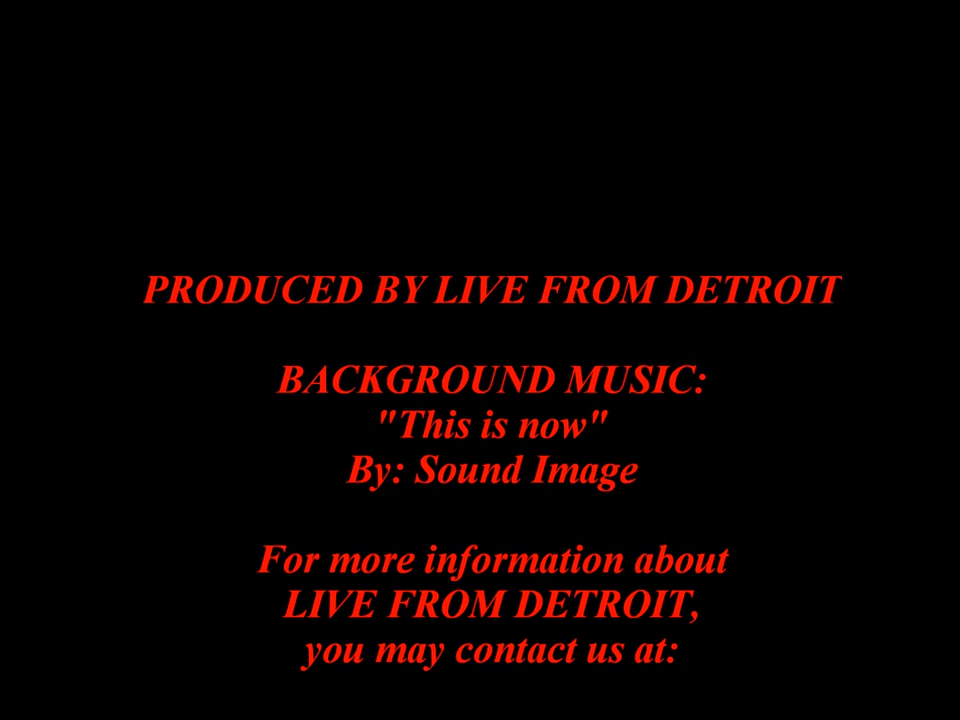 PRODUCED BY LIVE FROM DETROIT
BACKGROUND MUSIC:
"This is now"
By: Sound Image
For more information about
LIVE FROM DETROIT,
you may contact us at: